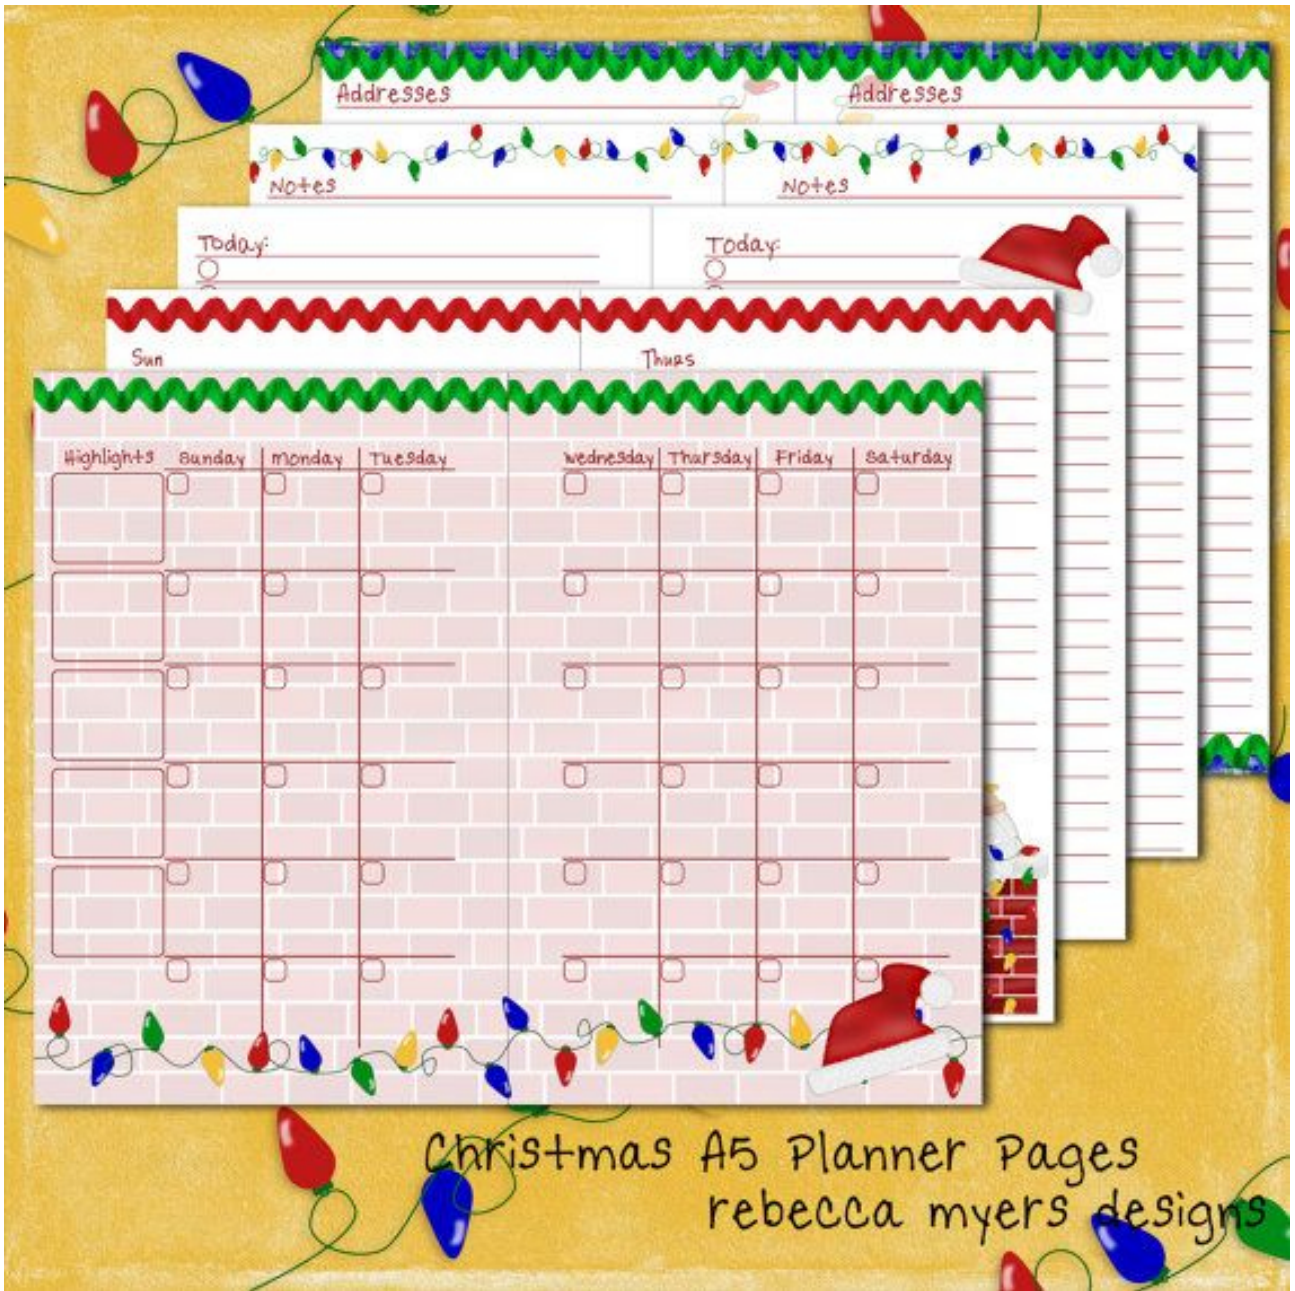 Addresses Addresses
Notes Notes
Today: Today:
Sun Thurs
Highlights Sunday Monday Tuesday Wednesday Thursday Friday Saturday
Christmas A5 Planner Pages
rebecca myers designs